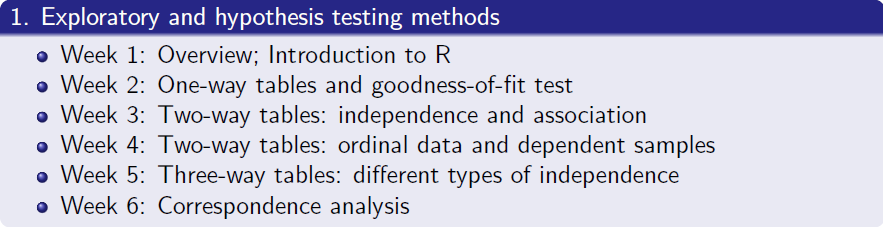 1. Exploratory and hypothesis testing methods
Week 1: Overview; Introduction to R
Week 2: One-way tables and goodness-of-fit test
Week 3: Two-way tables: independence and association
Week 4: Two-way tables: ordinal data and dependent samples
Week 5: Three-way tables: different types of independence
Week 6: Correspondence analysis